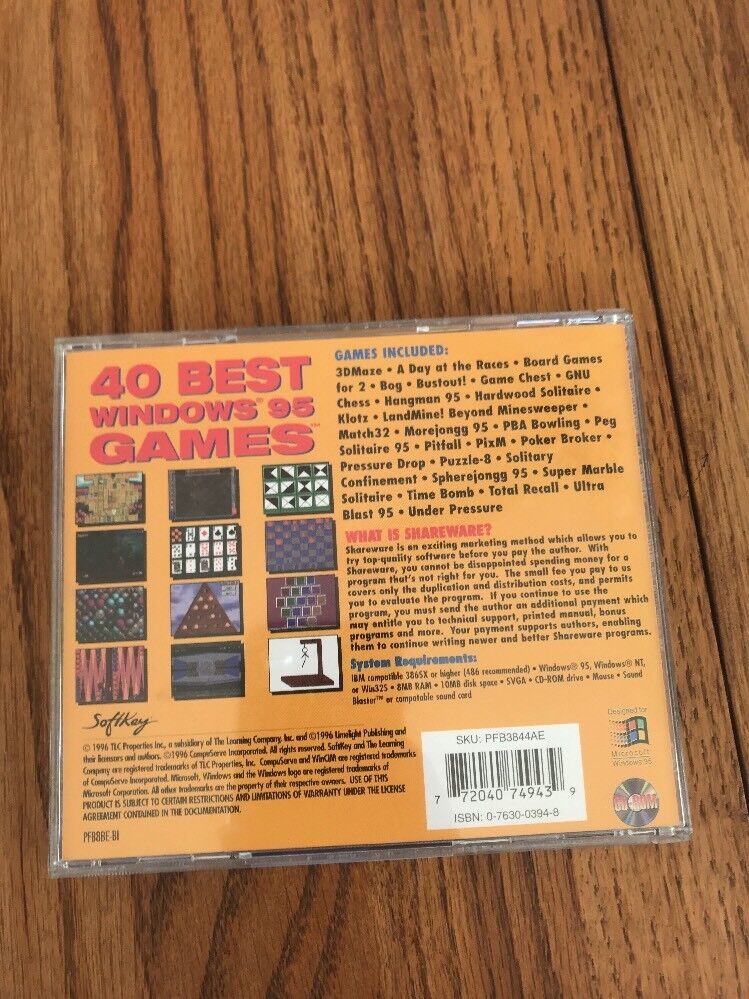 40 BEST
WINDOWS® 95
GAMES™
GAMES INCLUDED:
3DMaze • A Day at the Races • Board Games
for 2 • Bog • Bustout! • Game Chest • GNU
Chess • Hangman 95 • Hardwood Solitaire •
Klotz • LandMine! Beyond Minesweeper •
Match32 • Morejongg 95 • PBA Bowling • Peg
Solitaire 95 • Pitfall • PixM • Poker Broker •
Pressure Drop • Puzzle-8 • Solitary
Confinement • Spherejongg 95 • Super Marble
Solitaire • Time Bomb • Total Recall • Ultra
Blast 95 • Under Pressure
WHAT IS SHAREWARE?
Shareware is an exciting marketing method which allows you to
try top-quality software before you pay the author. With
Shareware, you cannot be disappointed spending money for a
program that's not right for you. The small fee you pay to us
covers only the duplication and distribution costs, and permits
you to evaluate the program. If you continue to use the
program, you must send the author an additional payment which
may entitle you to technical support, printed manual, bonus
programs and more. Your payment supports authors, enabling
them to continue writing newer and better Shareware programs.
System Requirements:
IBM compatible 386SX or higher (486 recommended) • Windows® 95, Windows® NT,
or Win32S • 8MB RAM • 10MB disk space • SVGA • CD-ROM drive • Mouse • Sound
Blaster™ or compatable sound card
SoftKey
© 1996 TLC Properties Inc., a subsidiary of The Learning Company, Inc. and ©1996 Limelight Publishing and
their licensors and authors. ©1996 CompuServe Incorporated. All rights reserved. SoftKey and The Learning
Company are registered trademarks of TLC Properties, Inc. CompuServe and WinCIM are registered trademarks
of CompuServe Incorporated. Microsoft, Windows and the Windows logo are registered trademarks of
Microsoft Corporation. All other trademarks are the property of their respective owners. USE OF THIS
PRODUCT IS SUBJECT TO CERTAIN RESTRICTIONS AND LIMITATIONS OF WARRANTY UNDER THE LICENSE
AGREEMENT CONTAINED IN THE DOCUMENTATION.
PFB8BE-BI
SKU: PFB3844AE
7 72040 74943 9
ISBN: 0-7630-0394-8
Designed for
Microsoft
Windows 95
CD-ROM